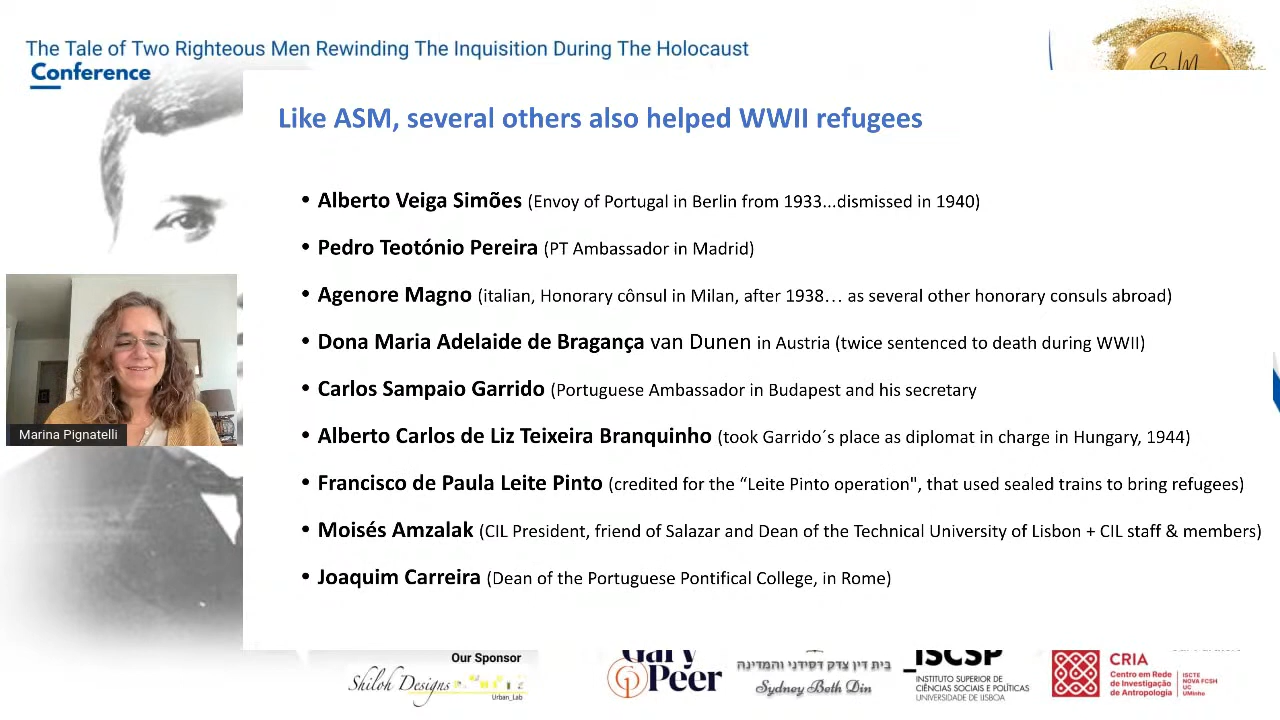 The Tale of Two Righteous Men Rewinding The Inquisition During The Holocaust
Conference
Like ASM, several others also helped WWII refugees
• Alberto Veiga Simões (Envoy of Portugal in Berlin from 1933...dismissed in 1940)
• Pedro Teotónio Pereira (PT Ambassador in Madrid)
• Agenore Magno (italian, Honorary cônsul in Milan, after 1938… as several other honorary consuls abroad)
• Dona Maria Adelaide de Bragança van Dunen in Austria (twice sentenced to death during WWII)
• Carlos Sampaio Garrido (Portuguese Ambassador in Budapest and his secretary
• Alberto Carlos de Liz Teixeira Branquinho (took Garrido´s place as diplomat in charge in Hungary, 1944)
• Francisco de Paula Leite Pinto (credited for the “Leite Pinto operation", that used sealed trains to bring refugees)
• Moisés Amzalak (CIL President, friend of Salazar and Dean of the Technical University of Lisbon + CIL staff & members)
• Joaquim Carreira (Dean of the Portuguese Pontifical College, in Rome)
Marina Pignatelli
Our Sponsor
Shiloh Designs
Urban_Lab
Gary
Peer
בית דין צדק דסידני והמדינה
Sydney Beth Din
ISCSP
INSTITUTO SUPERIOR DE
CIÊNCIAS SOCIAIS E POLÍTICAS
UNIVERSIDADE DE LISBOA
CRIA
Centro em Rede
de Investigação
de Antropologia
ISCTE
NOVA FCSH
UC
UMinho